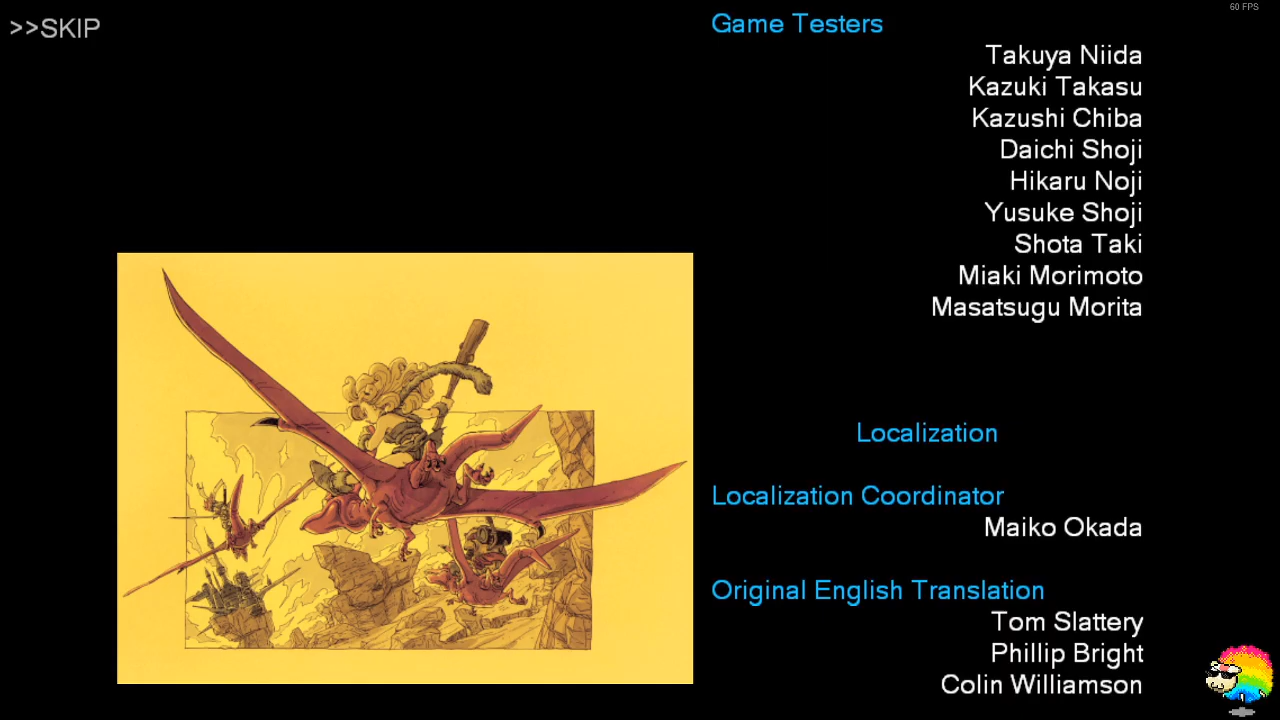 >>SKIP
60 FPS
Game Testers
Takuya Niida
Kazuki Takasu
Kazushi Chiba
Daichi Shoji
Hikaru Noji
Yusuke Shoji
Shota Taki
Miaki Morimoto
Masatsugu Morita
Localization
Localization Coordinator
Maiko Okada
Original English Translation
Tom Slattery
Phillip Bright
Colin Williamson